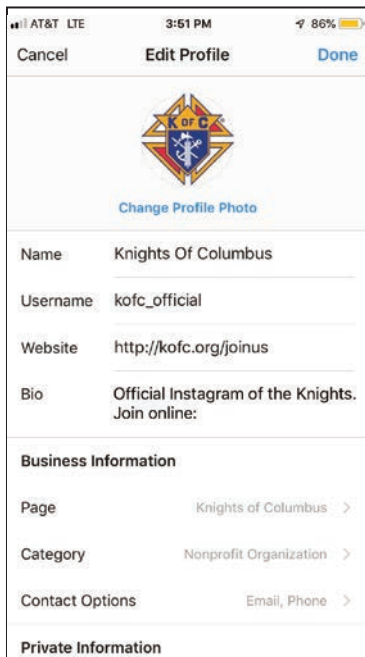 AT&T LTE 3:51 PM 86%
Cancel Edit Profile Done
K OF C
Change Profile Photo
Name Knights Of Columbus
Username kofc_official
Website http://kofc.org/joinus
Bio Official Instagram of the Knights.
Join online:
Business Information
Page Knights of Columbus >
Category Nonprofit Organization >
Contact Options Email, Phone >
Private Information